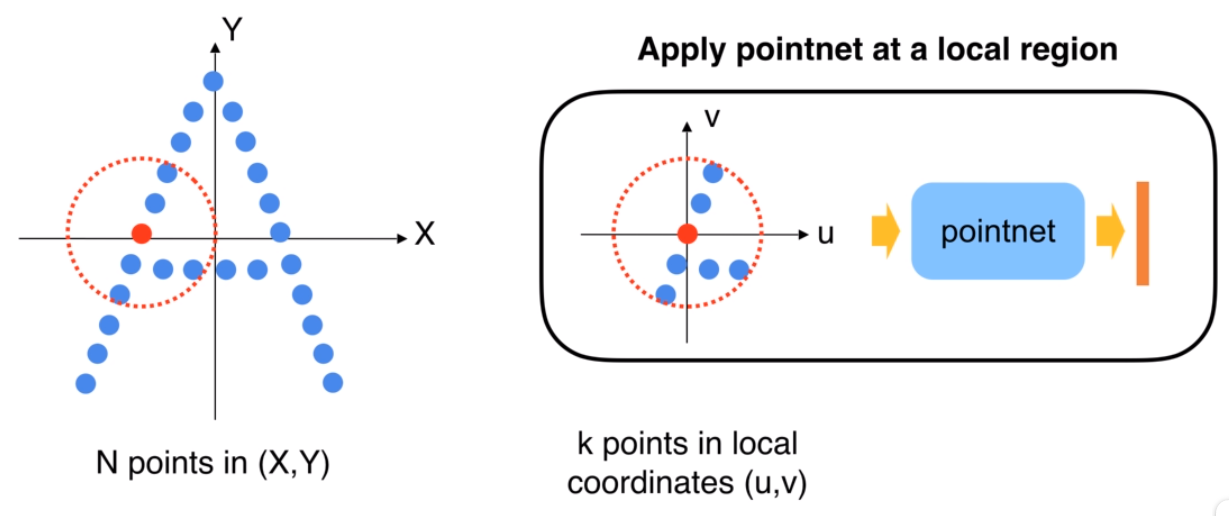 Y
X
N points in (X,Y)
Apply pointnet at a local region
v
u
pointnet
k points in local
coordinates (u,v)